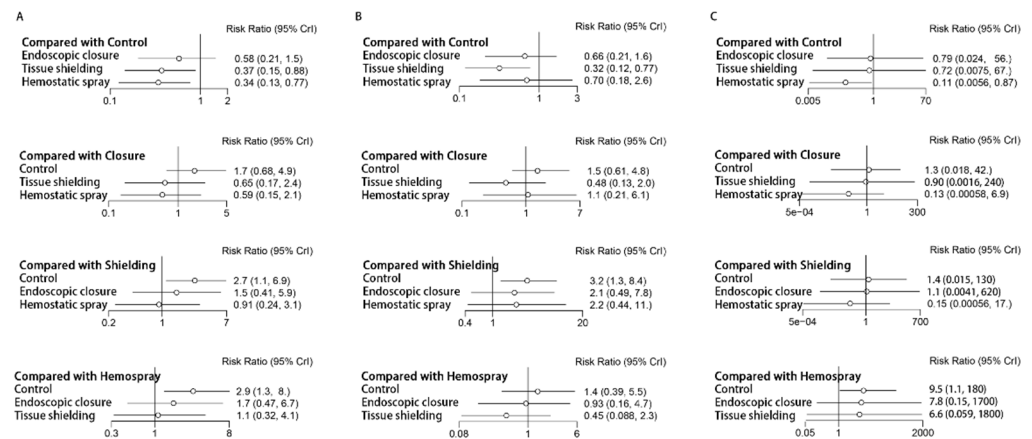 A
Risk Ratio (95% CrI)
Compared with Control
Endoscopic closure 0.58 (0.21, 1.5)
Tissue shielding 0.37 (0.15, 0.88)
Hemostatic spray 0.34 (0.13, 0.77)
0.1 1 2
Risk Ratio (95% CrI)
Compared with Closure
Control 1.7 (0.68, 4.9)
Tissue shielding 0.65 (0.17, 2.4)
Hemostatic spray 0.59 (0.15, 2.1)
0.1 1 5
Risk Ratio (95% CrI)
Compared with Shielding
Control 2.7 (1.1, 6.9)
Endoscopic closure 1.5 (0.41, 5.9)
Hemostatic spray 0.91 (0.24, 3.1)
0.2 1 7
Risk Ratio (95% CrI)
Compared with Hemospray
Control 2.9 (1.3, 8.)
Endoscopic closure 1.7 (0.47, 6.7)
Tissue shielding 1.1 (0.32, 4.1)
0.3 1 8
B
Risk Ratio (95% CrI)
Compared with Control
Endoscopic closure 0.66 (0.21, 1.6)
Tissue shielding 0.32 (0.12, 0.77)
Hemostatic spray 0.70 (0.18, 2.6)
0.1 1 3
Risk Ratio (95% CrI)
Compared with Closure
Control 1.5 (0.61, 4.8)
Tissue shielding 0.48 (0.13, 2.0)
Hemostatic spray 1.1 (0.21, 6.1)
0.1 1 7
Risk Ratio (95% CrI)
Compared with Shielding
Control 3.2 (1.3, 8.4)
Endoscopic closure 2.1 (0.49, 7.8)
Hemostatic spray 2.2 (0.44, 11.)
0.4 1 20
Risk Ratio (95% CrI)
Compared with Hemospray
Control 1.4 (0.39, 5.5)
Endoscopic closure 0.93 (0.16, 4.7)
Tissue shielding 0.45 (0.088, 2.3)
0.08 1 6
C
Risk Ratio (95% CrI)
Compared with Control
Endoscopic closure 0.79 (0.024, 56.)
Tissue shielding 0.72 (0.0075, 67.)
Hemostatic spray 0.11 (0.0056, 0.87)
0.005 1 70
Risk Ratio (95% CrI)
Compared with Closure
Control 1.3 (0.018, 42.)
Tissue shielding 0.90 (0.0016, 240)
Hemostatic spray 0.13 (0.00058, 6.9)
5e-04 1 300
Risk Ratio (95% CrI)
Compared with Shielding
Control 1.4 (0.015, 130)
Endoscopic closure 1.1 (0.0041, 620)
Hemostatic spray 0.15 (0.00056, 17.)
5e-04 1 700
Risk Ratio (95% CrI)
Compared with Hemospray
Control 9.5 (1.1, 180)
Endoscopic closure 7.8 (0.15, 1700)
Tissue shielding 6.6 (0.059, 1800)
0.05 1 2000